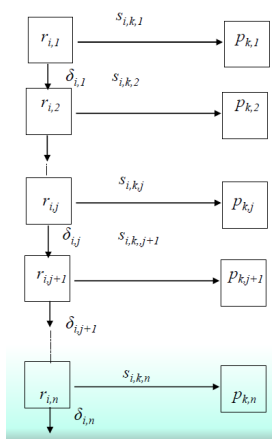 s_{i,k,1}
r_{i,1} p_{k,1}
δ_{i,1} s_{i,k,2}
r_{i,2} p_{k,2}
s_{i,k,j}
r_{i,j} p_{k,j}
δ_{i,j} s_{i,k,,j+1}
r_{i,j+1} p_{k,j+1}
δ_{i,j+1}
s_{i,k,n}
r_{i,n} p_{k,n}
δ_{i,n}